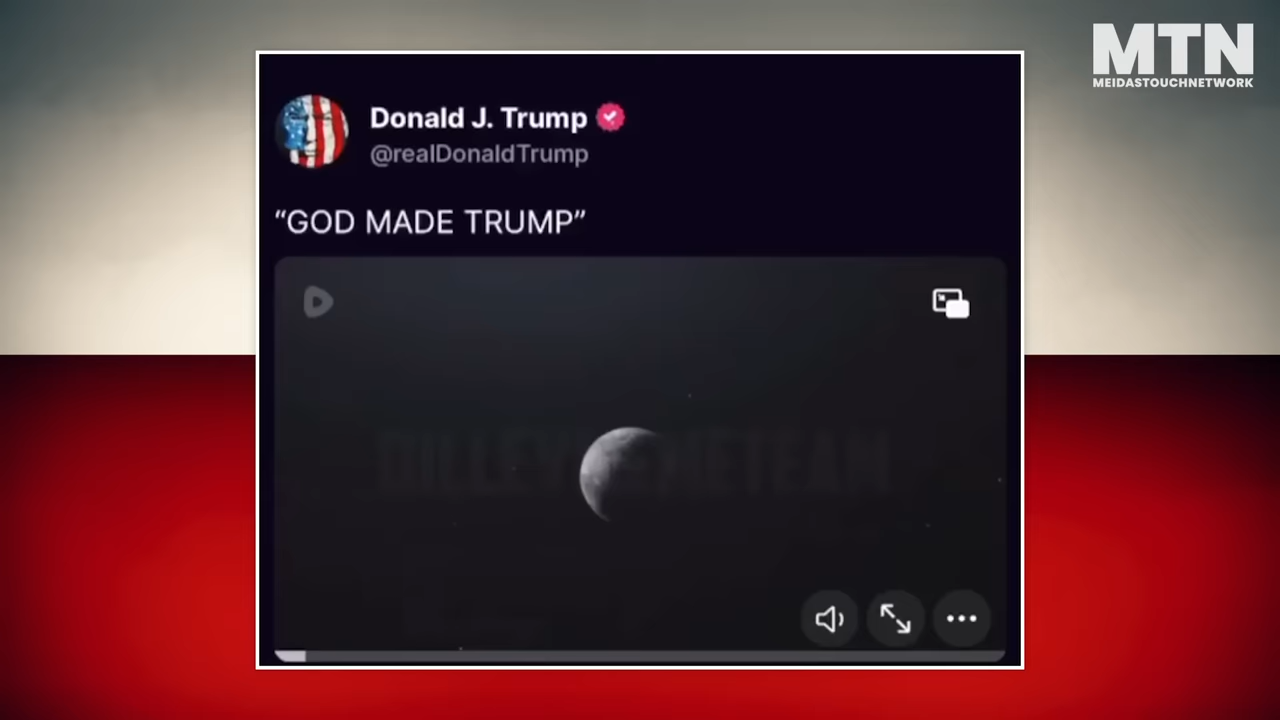 MTN
MEIDASTOUCHNETWORK
Donald J. Trump
@realDonaldTrump
“GOD MADE TRUMP”